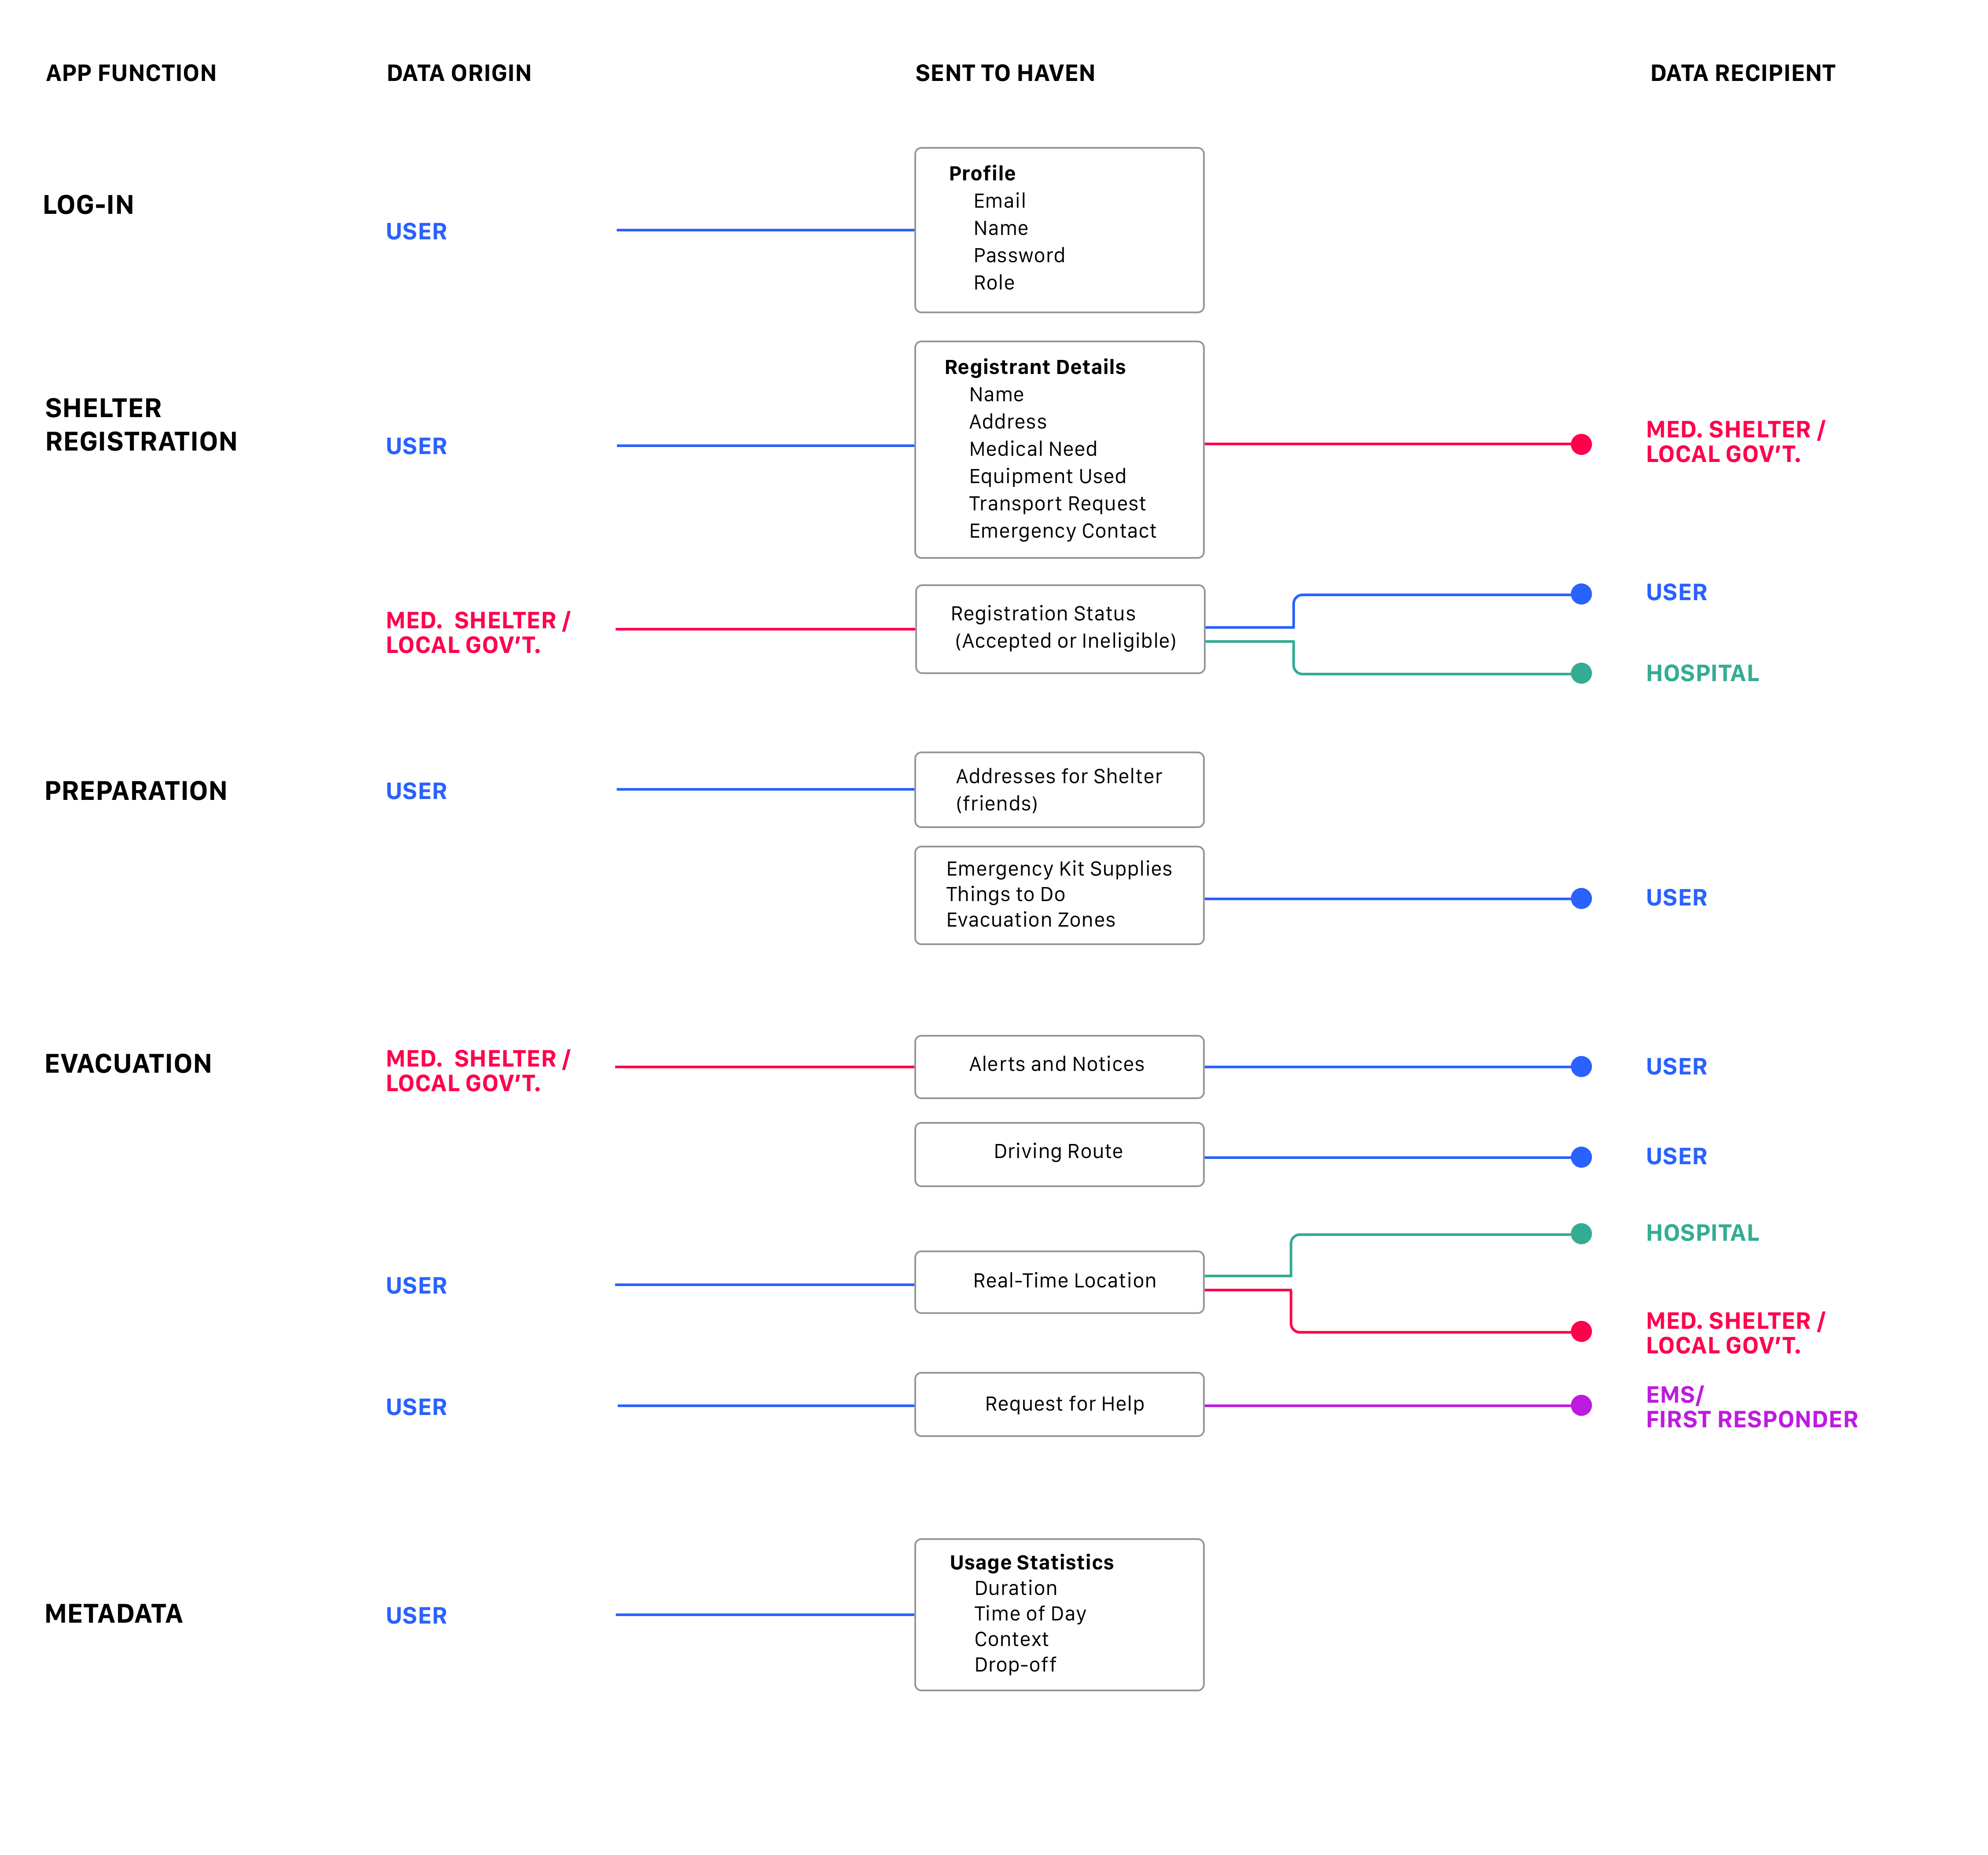 APP FUNCTION DATA ORIGIN SENT TO HAVEN DATA RECIPIENT
LOG-IN
USER
Profile
Email
Name
Password
Role
SHELTER
REGISTRATION
USER
Registrant Details
Name
Address
Medical Need
Equipment Used
Transport Request
Emergency Contact
MED. SHELTER /
LOCAL GOV'T.
MED. SHELTER /
LOCAL GOV'T.
Registration Status
(Accepted or Ineligible)
USER
HOSPITAL
PREPARATION
USER
Addresses for Shelter
(friends)
Emergency Kit Supplies
Things to Do
Evacuation Zones
USER
EVACUATION
MED. SHELTER /
LOCAL GOV'T.
Alerts and Notices
USER
Driving Route
USER
USER
Real-Time Location
HOSPITAL
MED. SHELTER /
LOCAL GOV'T.
USER
Request for Help
EMS/
FIRST RESPONDER
METADATA
USER
Usage Statistics
Duration
Time of Day
Context
Drop-off